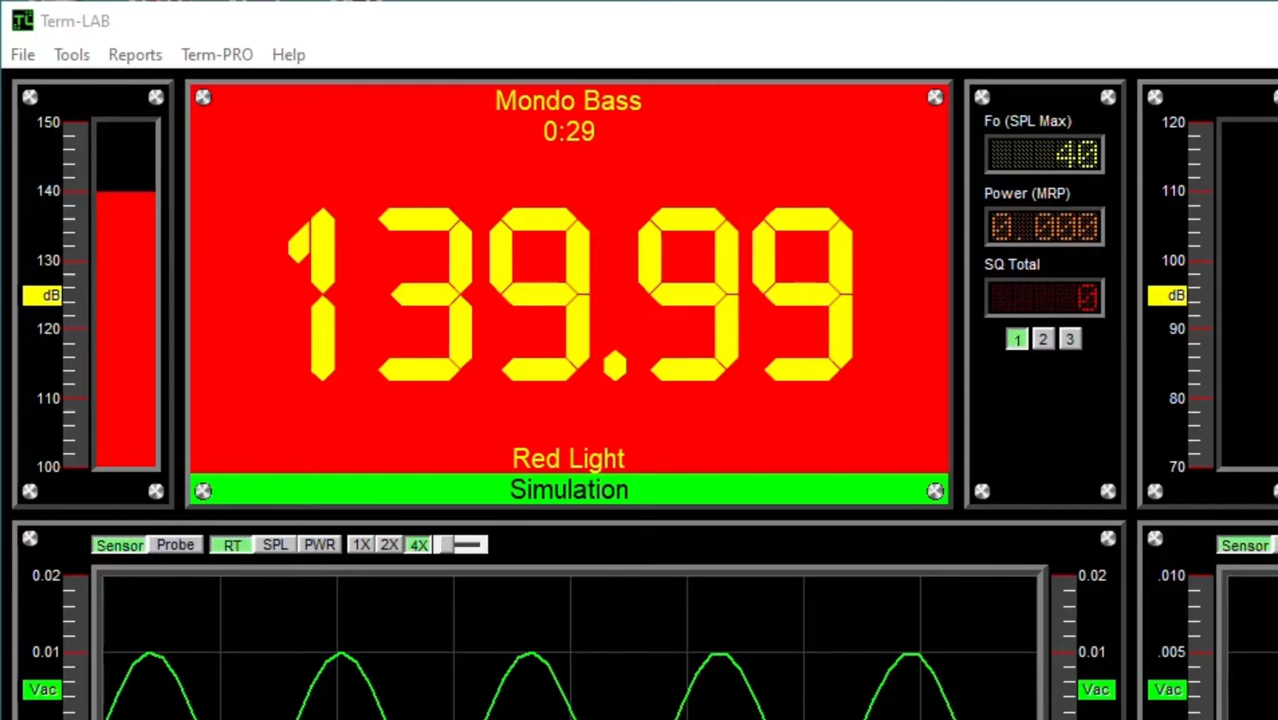 Term-LAB
File Tools Reports Term-PRO Help
150
140
130
dB
120
110
100
Mondo Bass
0:29
139.99
Red Light
Simulation
Fo (SPL Max)
40
Power (MRP)
0.000
SQ Total
0
1 2 3
120
110
100
dB
90
80
70
Sensor Probe RT SPL PWR 1X 2X 4X
0.02
0.01
Vac
0.02
0.01
Vac
Sensor
.010
.005
Vac